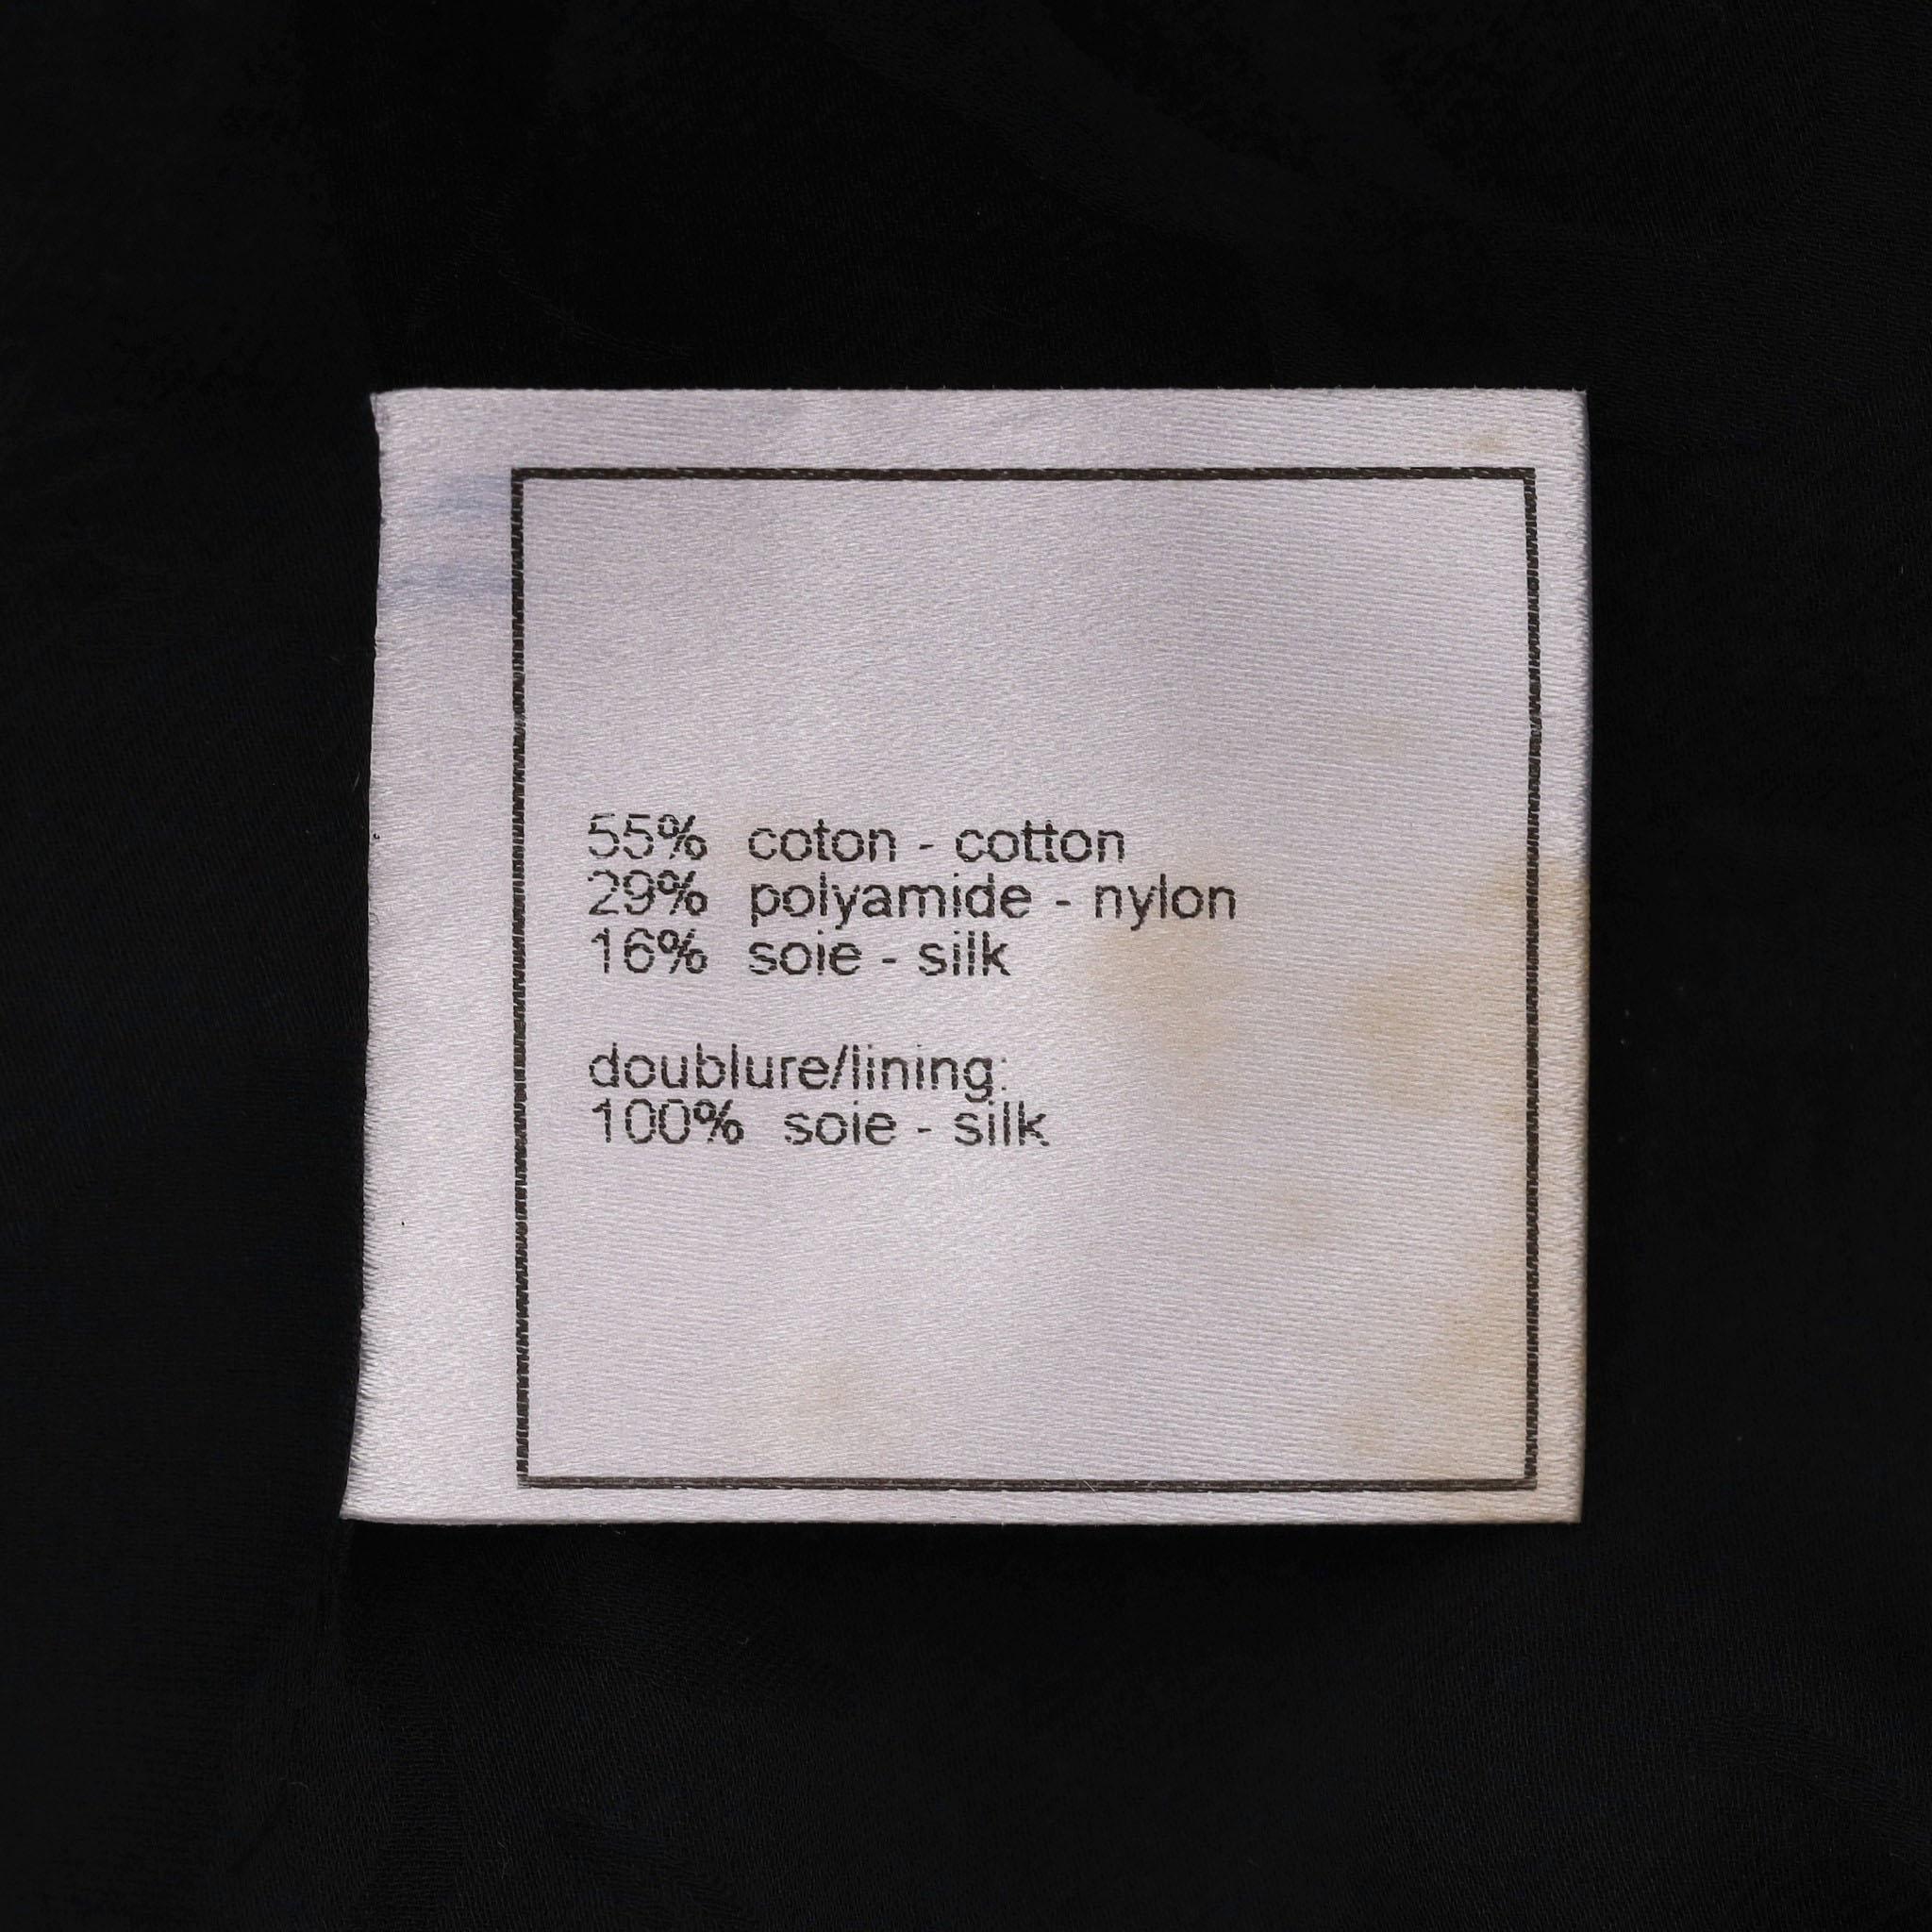 55% coton - cotton
29% polyamide - nylon
16% soie - silk
doublure/lining:
100% soie - silk